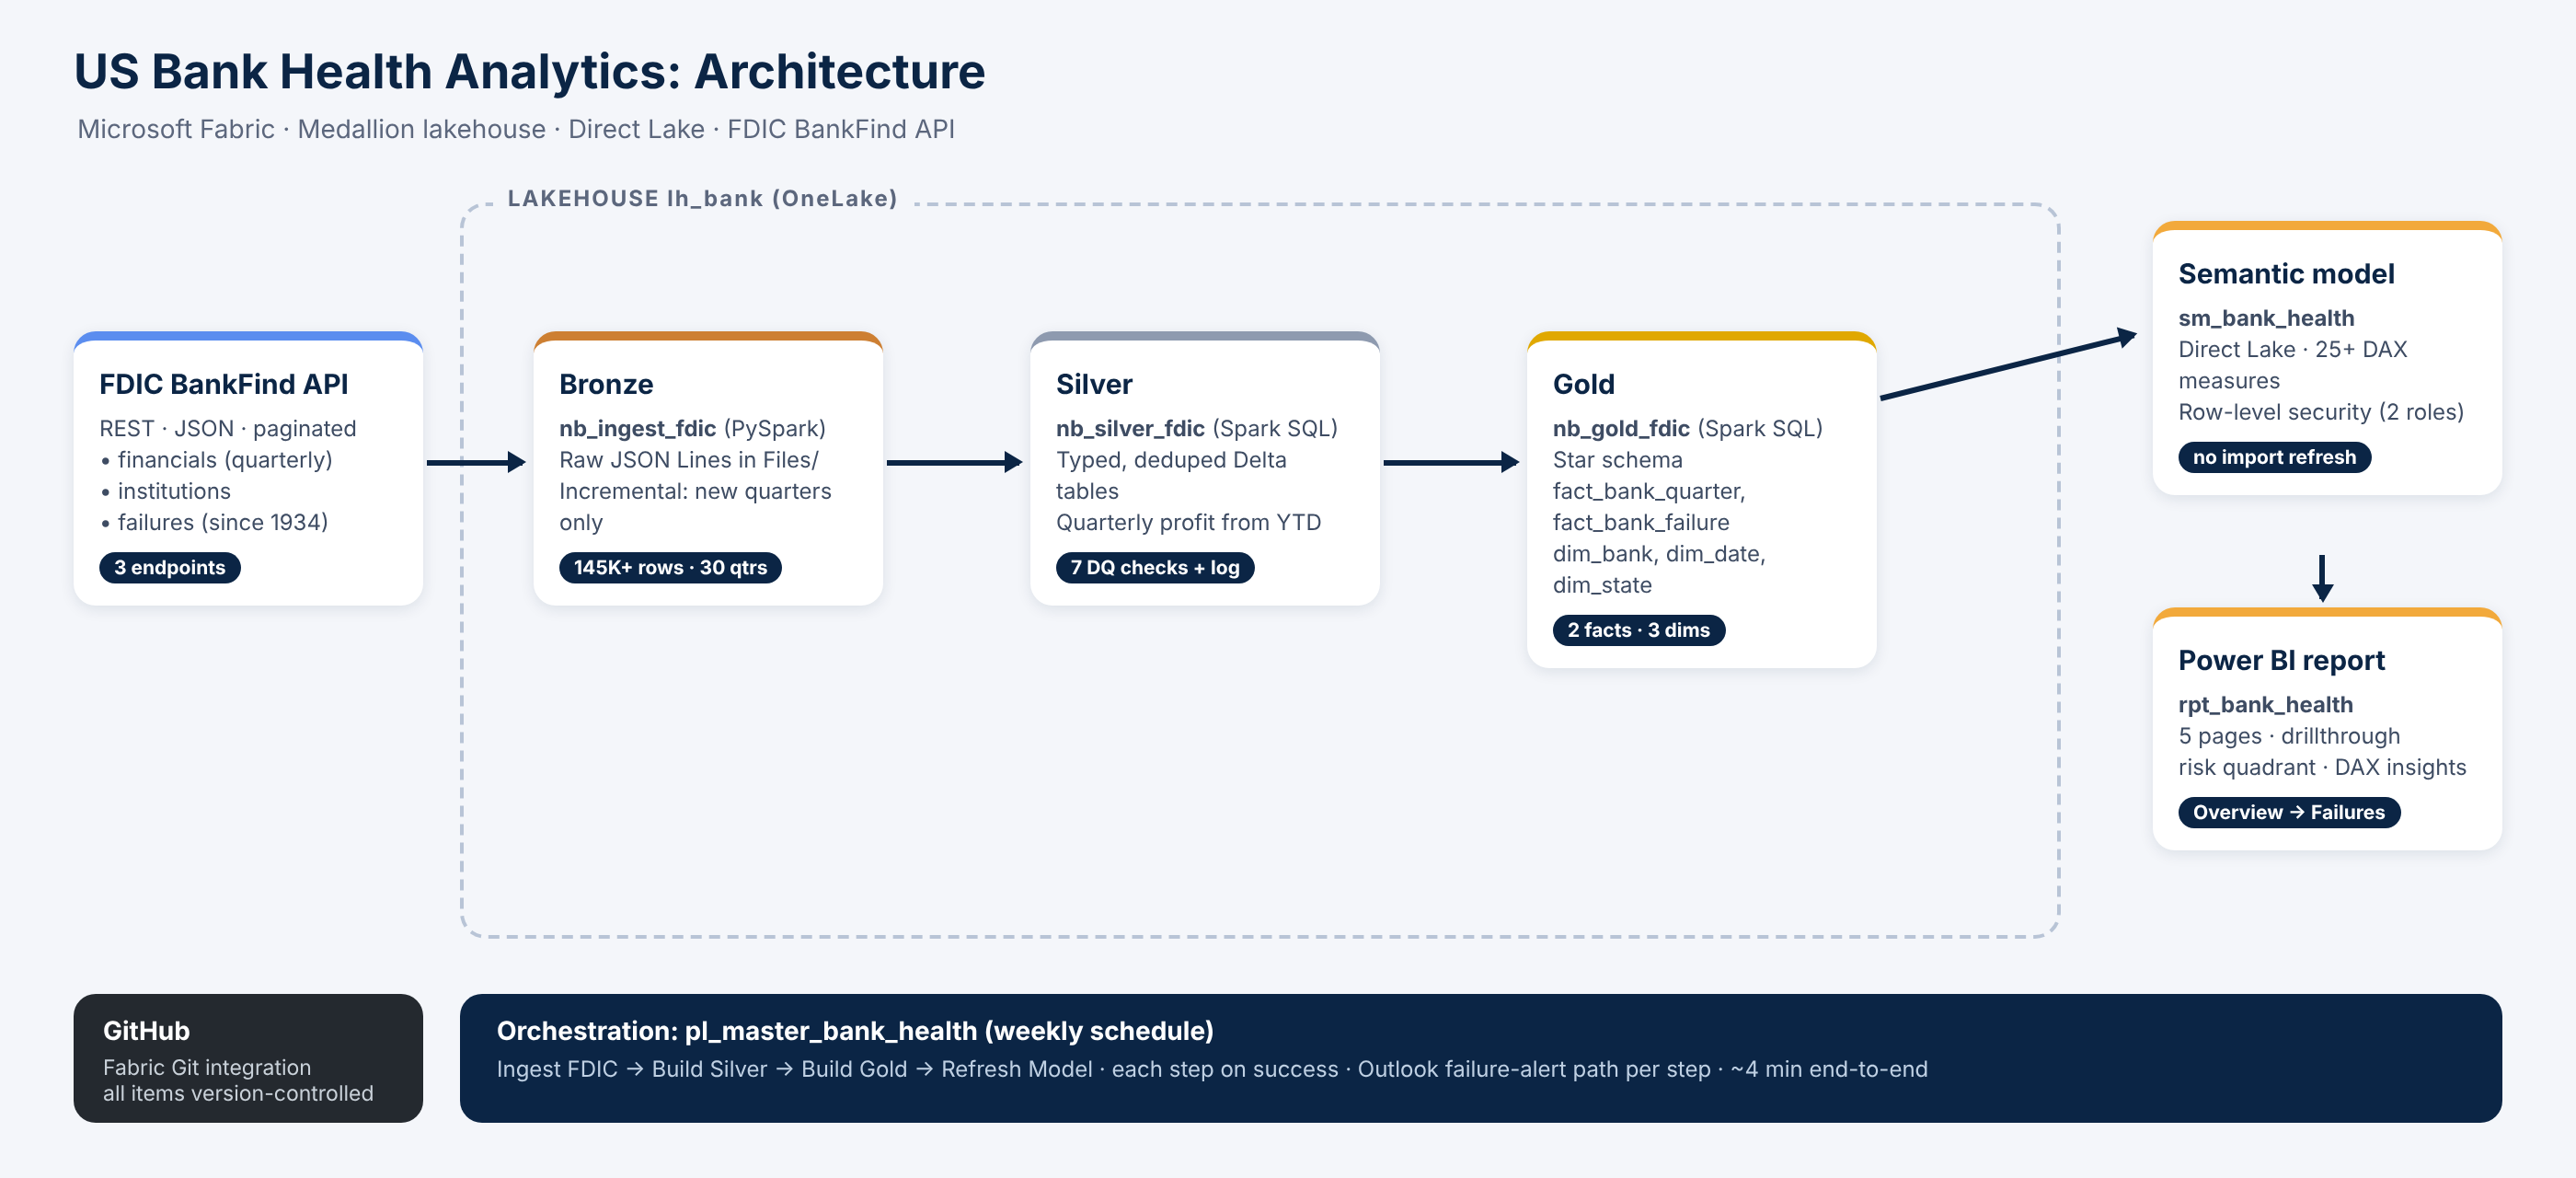 US Bank Health Analytics: Architecture
Microsoft Fabric · Medallion lakehouse · Direct Lake · FDIC BankFind API
LAKEHOUSE lh_bank (OneLake)
FDIC BankFind API
REST · JSON · paginated
• financials (quarterly)
• institutions
• failures (since 1934)
3 endpoints
Bronze
nb_ingest_fdic (PySpark)
Raw JSON Lines in Files/
Incremental: new quarters
only
145K+ rows · 30 qtrs
Silver
nb_silver_fdic (Spark SQL)
Typed, deduped Delta
tables
Quarterly profit from YTD
7 DQ checks + log
Gold
nb_gold_fdic (Spark SQL)
Star schema
fact_bank_quarter,
fact_bank_failure
dim_bank, dim_date,
dim_state
2 facts · 3 dims
Semantic model
sm_bank_health
Direct Lake · 25+ DAX
measures
Row-level security (2 roles)
no import refresh
Power BI report
rpt_bank_health
5 pages · drillthrough
risk quadrant · DAX insights
Overview → Failures
GitHub
Fabric Git integration
all items version-controlled
Orchestration: pl_master_bank_health (weekly schedule)
Ingest FDIC → Build Silver → Build Gold → Refresh Model · each step on success · Outlook failure-alert path per step · ~4 min end-to-end